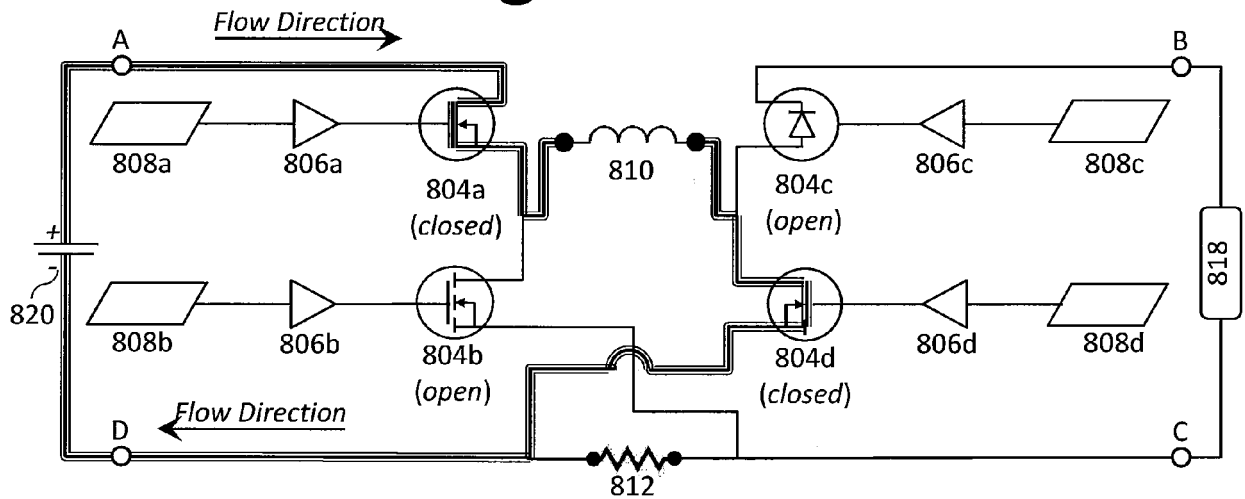 Flow Direction
A
B
808a
806a
804a
(closed)
810
804c
(open)
806c
808c
+
-
820
818
808b
806b
804b
(open)
804d
(closed)
806d
808d
Flow Direction
D
C
812